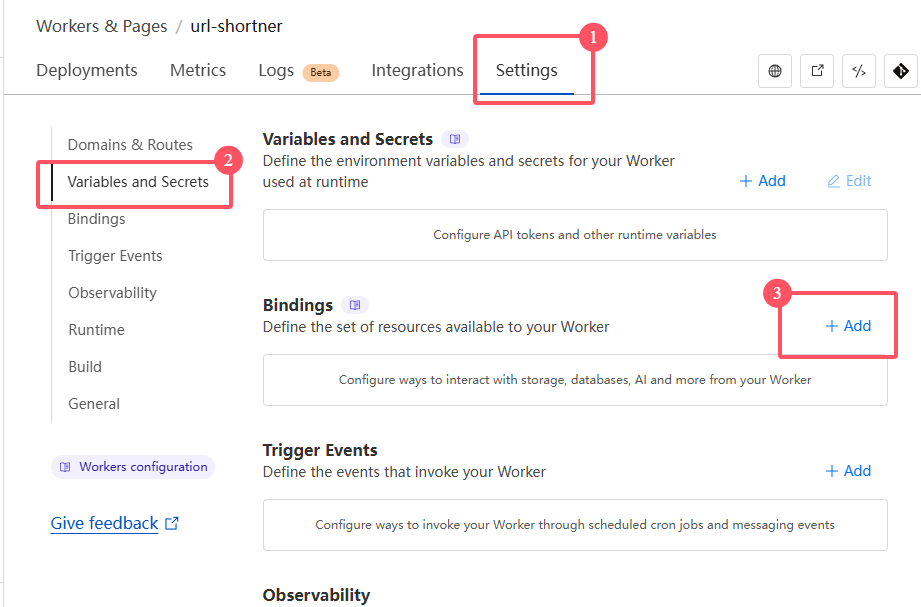 Workers & Pages / url-shortner
Deployments Metrics Logs Beta Integrations Settings
1
Domains & Routes
2
Variables and Secrets
Bindings
Trigger Events
Observability
Runtime
Build
General
Workers configuration
Give feedback
Variables and Secrets
Define the environment variables and secrets for your Worker
used at runtime
+ Add Edit
Configure API tokens and other runtime variables
Bindings
Define the set of resources available to your Worker
3
+ Add
Configure ways to interact with storage, databases, AI and more from your Worker
Trigger Events
Define the events that invoke your Worker
+ Add
Configure ways to invoke your Worker through scheduled cron jobs and messaging events
Observability